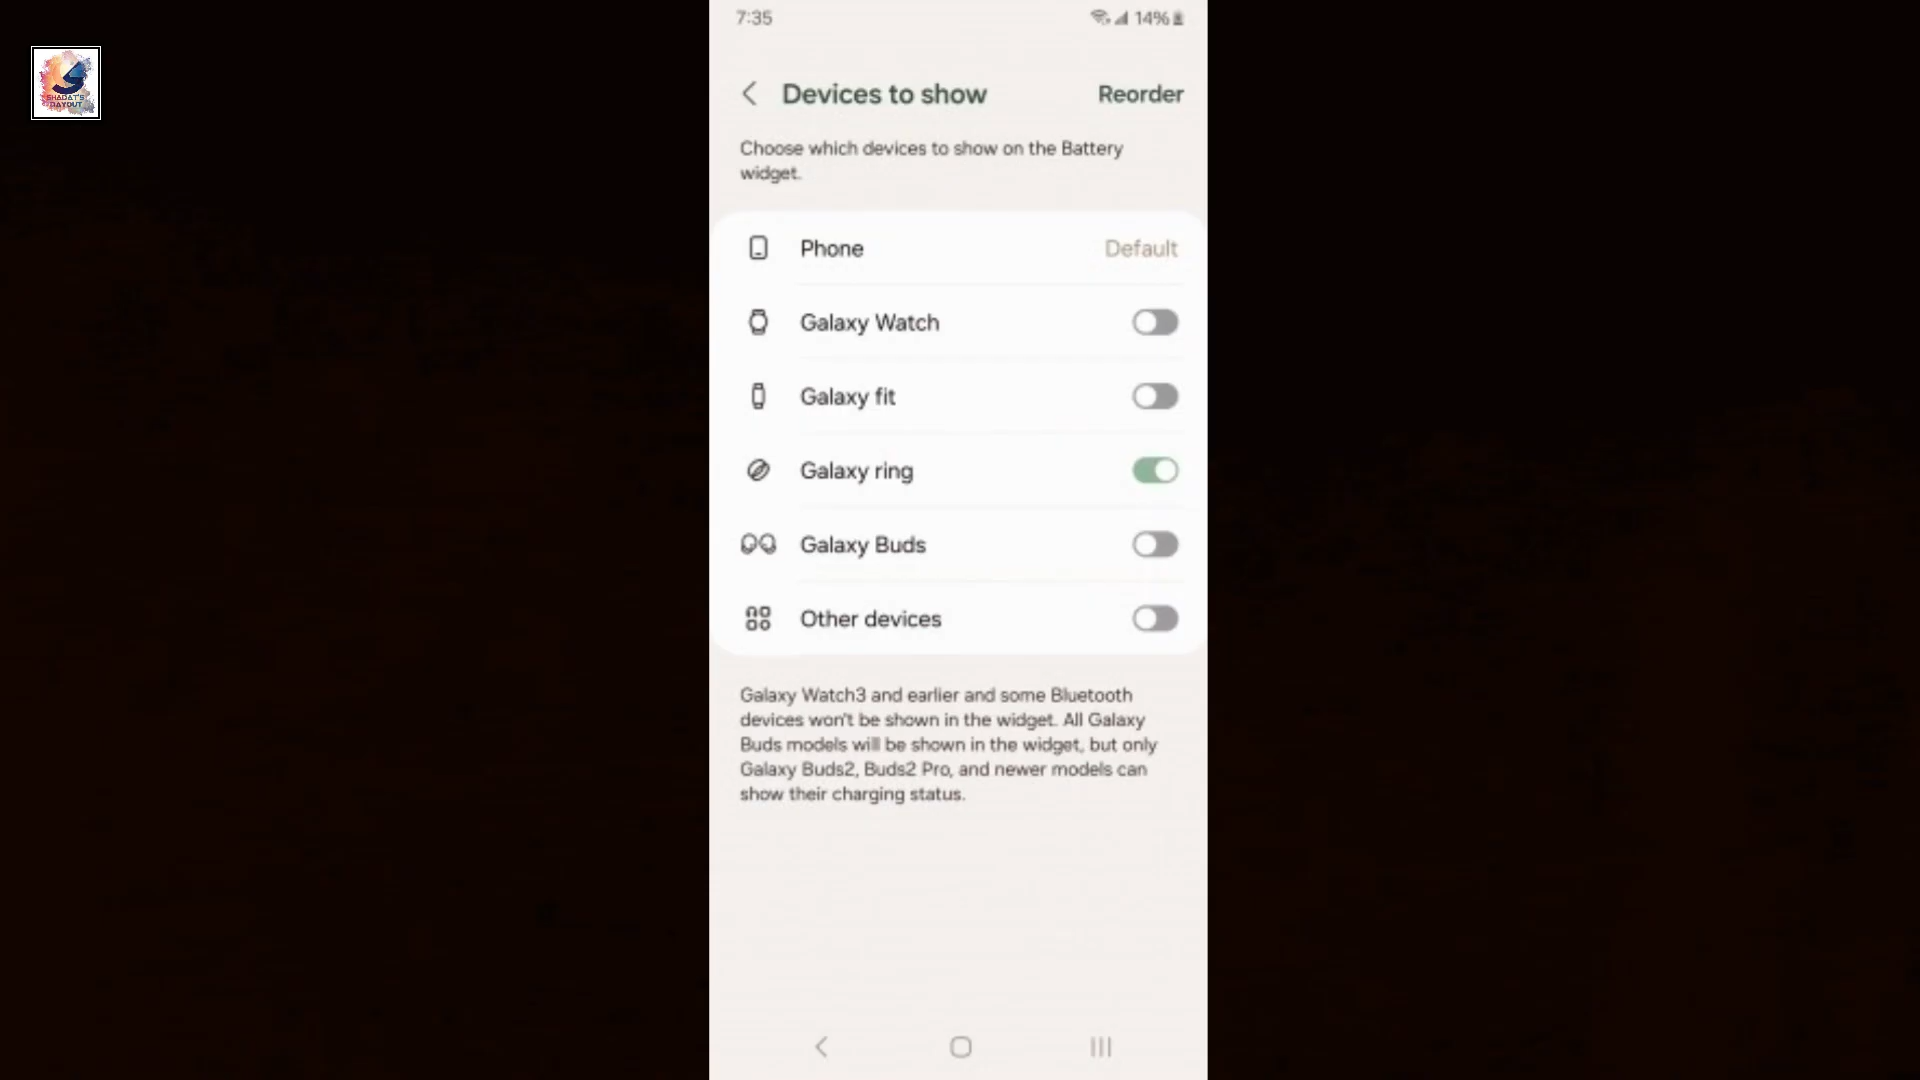 7:35
14%
SHADAT'S
DAYOUT
Devices to show
Reorder
Choose which devices to show on the Battery
widget.
Phone
Default
Galaxy Watch
Galaxy fit
Galaxy ring
Galaxy Buds
Other devices
Galaxy Watch3 and earlier and some Bluetooth
devices won't be shown in the widget. All Galaxy
Buds models will be shown in the widget, but only
Galaxy Buds2, Buds2 Pro, and newer models can
show their charging status.